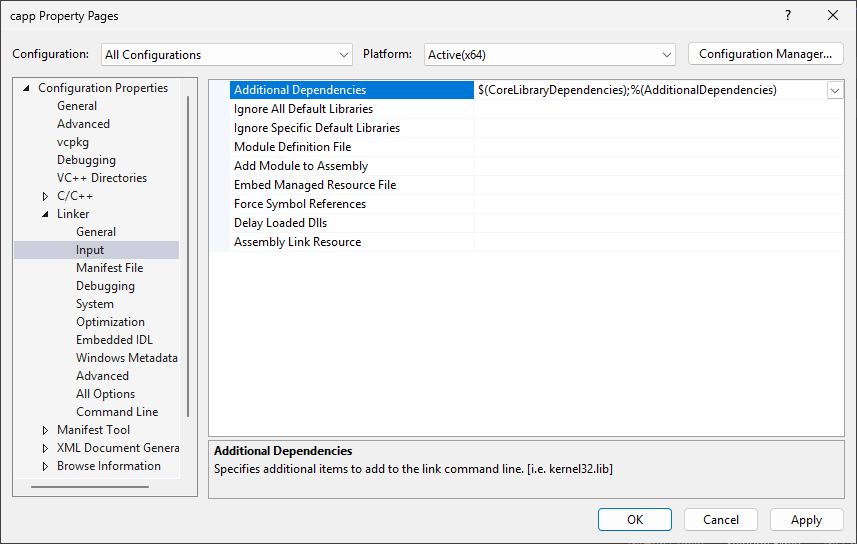 capp Property Pages
?
Configuration: All Configurations Platform: Active(x64) Configuration Manager...
Configuration Properties
General
Advanced
vcpkg
Debugging
VC++ Directories
C/C++
Linker
General
Input
Manifest File
Debugging
System
Optimization
Embedded IDL
Windows Metadata
Advanced
All Options
Command Line
Manifest Tool
XML Document Genera
Browse Information
Additional Dependencies $(CoreLibraryDependencies);%(AdditionalDependencies)
Ignore All Default Libraries
Ignore Specific Default Libraries
Module Definition File
Add Module to Assembly
Embed Managed Resource File
Force Symbol References
Delay Loaded Dlls
Assembly Link Resource
Additional Dependencies
Specifies additional items to add to the link command line. [i.e. kernel32.lib]
OK Cancel Apply